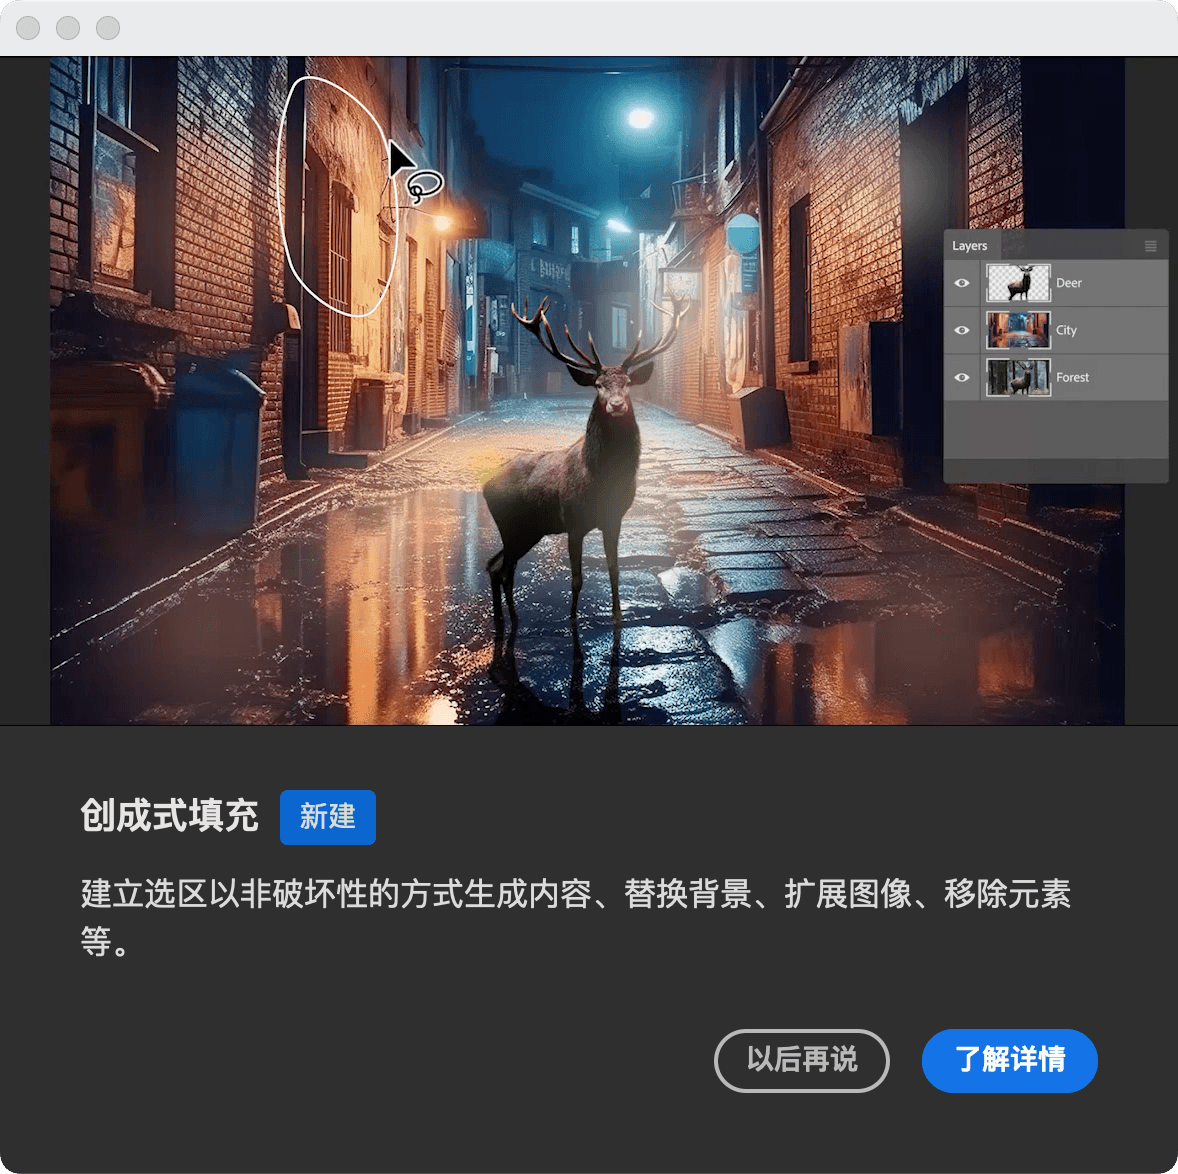 Layers
Deer
City
Forest
创成式填充 新建
建立选区以非破坏性的方式生成内容、替换背景、扩展图像、移除元素
等。
以后再说 了解详情